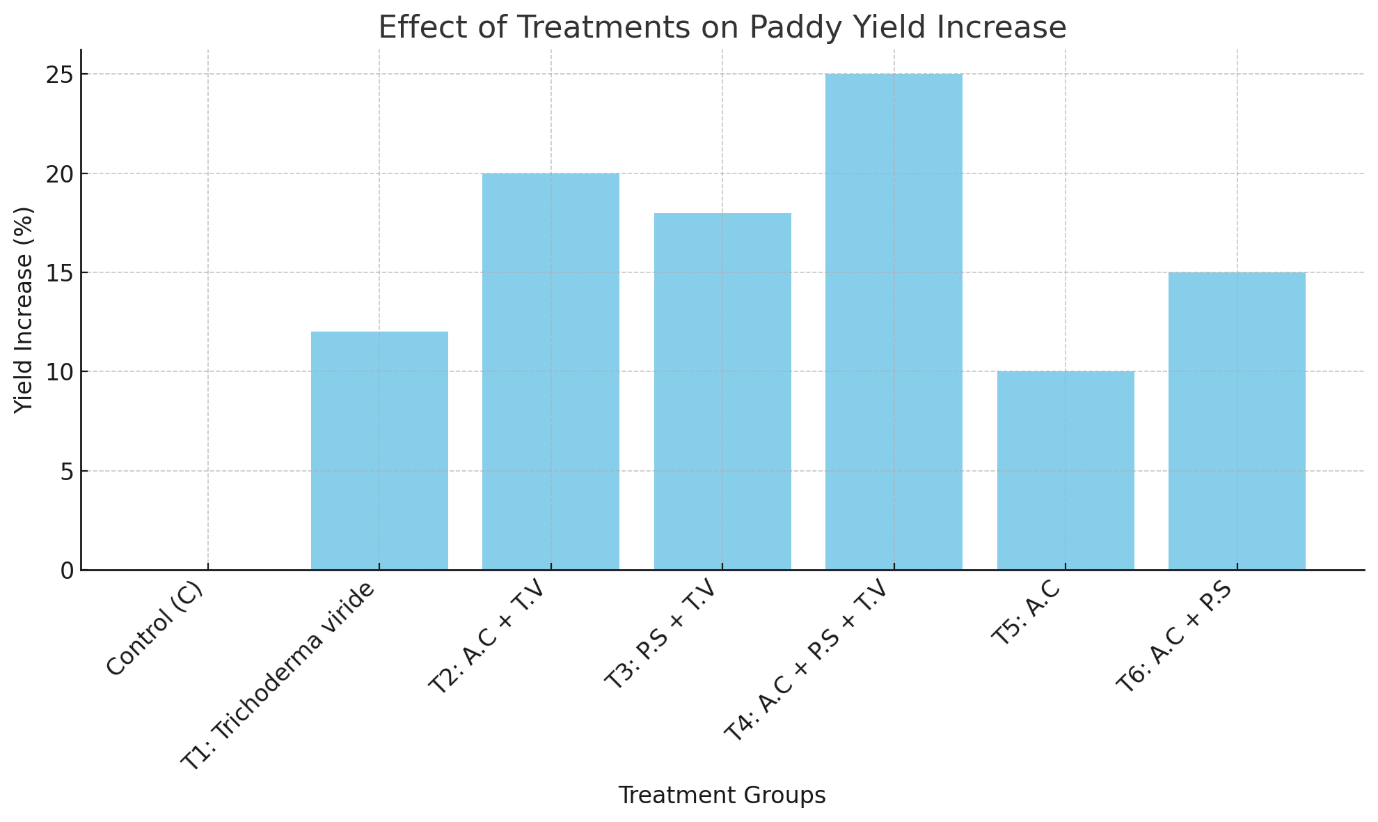 Effect of Treatments on Paddy Yield Increase
Yield Increase (%)
25
20
15
10
5
0
Control (C)
T1: Trichoderma viride
T2: A.C + T.V
T3: P.S + T.V
T4: A.C + P.S + T.V
T5: A.C
T6: A.C + P.S
Treatment Groups